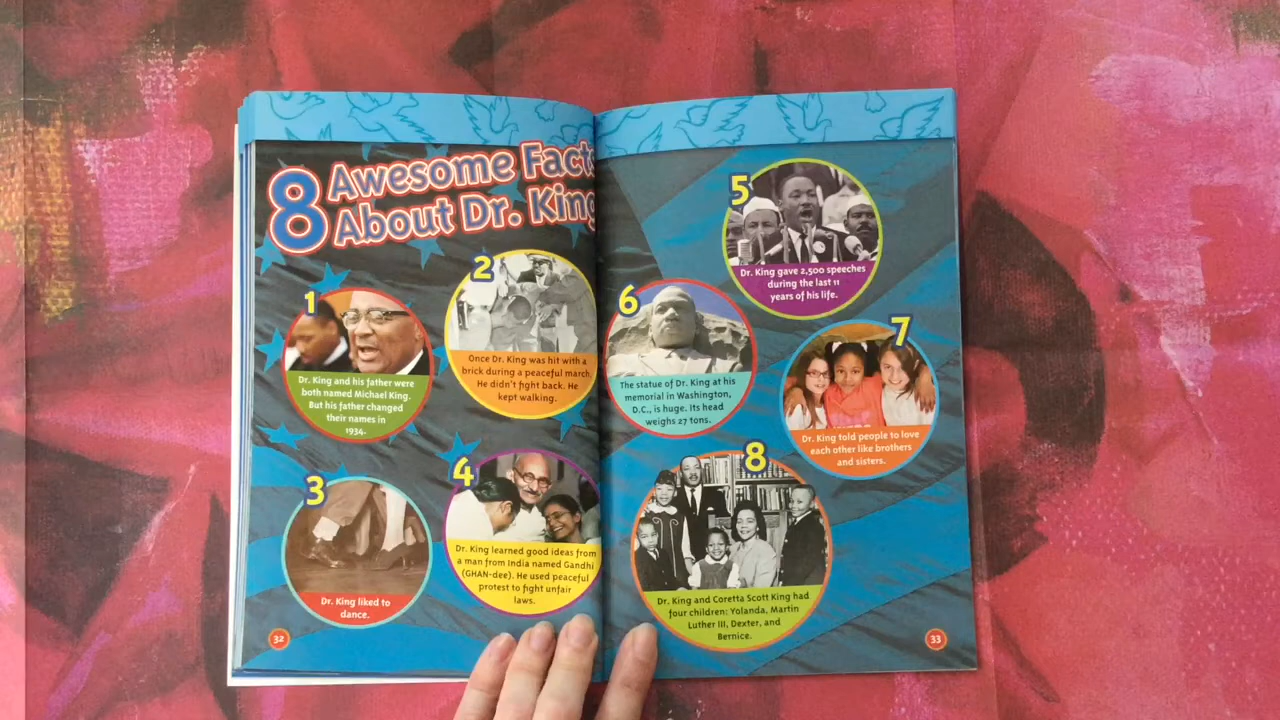 8 Awesome Facts
About Dr. King
1
Dr. King and his father were
both named Michael King.
But his father changed
their names in
1934.
2
Once Dr. King was hit with a
brick during a peaceful march.
He didn't fight back. He
kept walking.
3
Dr. King liked to
dance.
4
Dr. King learned good ideas from
a man from India named Gandhi
(GHAN-dee). He used peaceful
protest to fight unfair
laws.
32
5
Dr. King gave 2,500 speeches
during the last 11
years of his life.
6
The statue of Dr. King at his
memorial in Washington,
D.C., is huge. Its head
weighs 27 tons.
7
Dr. King told people to love
each other like brothers
and sisters.
8
Dr. King and Coretta Scott King had
four children: Yolanda, Martin
Luther III, Dexter, and
Bernice.
33